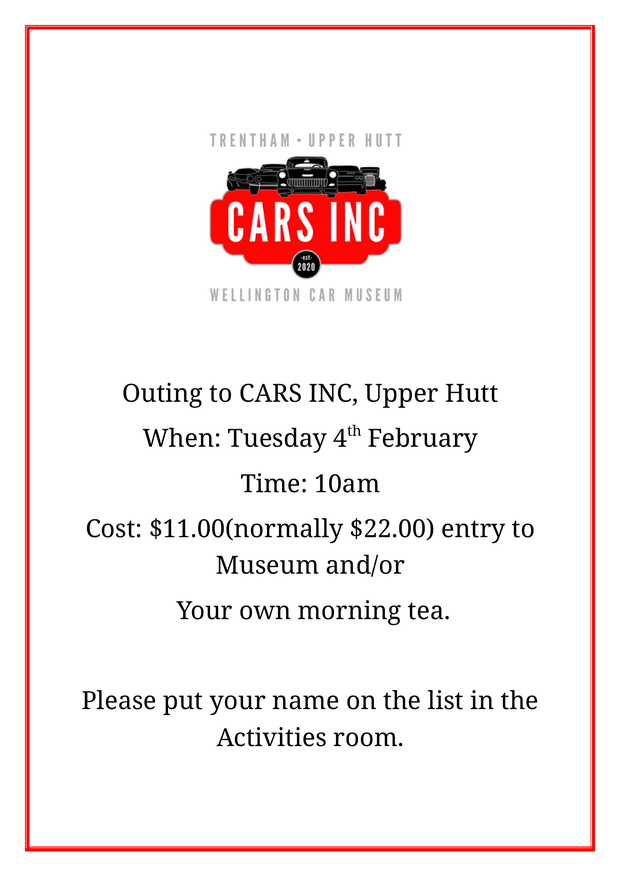 TRENTHAM • UPPER HUTT
CARS INC
-est-
2020
WELLINGTON CAR MUSEUM
Outing to CARS INC, Upper Hutt
When: Tuesday 4th February
Time: 10am
Cost: $11.00(normally $22.00) entry to
Museum and/or
Your own morning tea.
Please put your name on the list in the
Activities room.